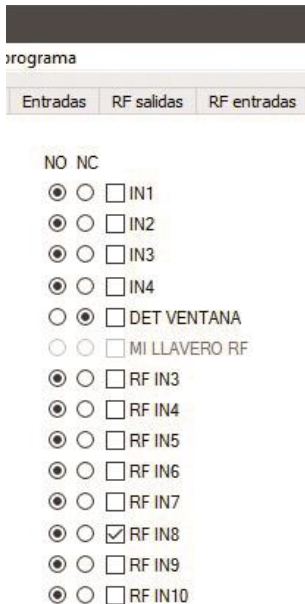 programa
Entradas RF salidas RF entradas
NO NC
IN1
IN2
IN3
IN4
DET VENTANA
MI LLAVERO RF
RF IN3
RF IN4
RF IN5
RF IN6
RF IN7
RF IN8
RF IN9
RF IN10